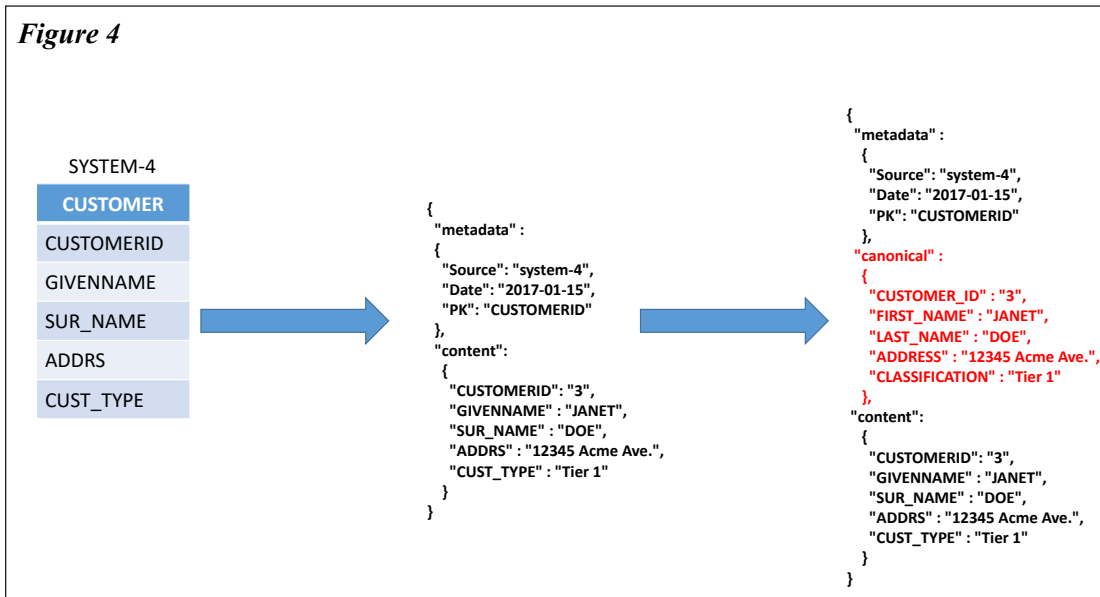 Figure 4
SYSTEM-4
CUSTOMER
CUSTOMERID
GIVENNAME
SUR_NAME
ADDRS
CUST_TYPE
{
"metadata" :
{
"Source": "system-4",
"Date": "2017-01-15",
"PK": "CUSTOMERID"
},
"content":
{
"CUSTOMERID": "3",
"GIVENNAME" : "JANET",
"SUR_NAME" : "DOE",
"ADDRS" : "12345 Acme Ave.",
"CUST_TYPE" : "Tier 1"
}
}
{
"metadata" :
{
"Source": "system-4",
"Date": "2017-01-15",
"PK": "CUSTOMERID"
},
"canonical" :
{
"CUSTOMER_ID" : "3",
"FIRST_NAME" : "JANET",
"LAST_NAME" : "DOE",
"ADDRESS" : "12345 Acme Ave.",
"CLASSIFICATION" : "Tier 1"
},
"content":
{
"CUSTOMERID": "3",
"GIVENNAME" : "JANET",
"SUR_NAME" : "DOE",
"ADDRS" : "12345 Acme Ave.",
"CUST_TYPE" : "Tier 1"
}
}